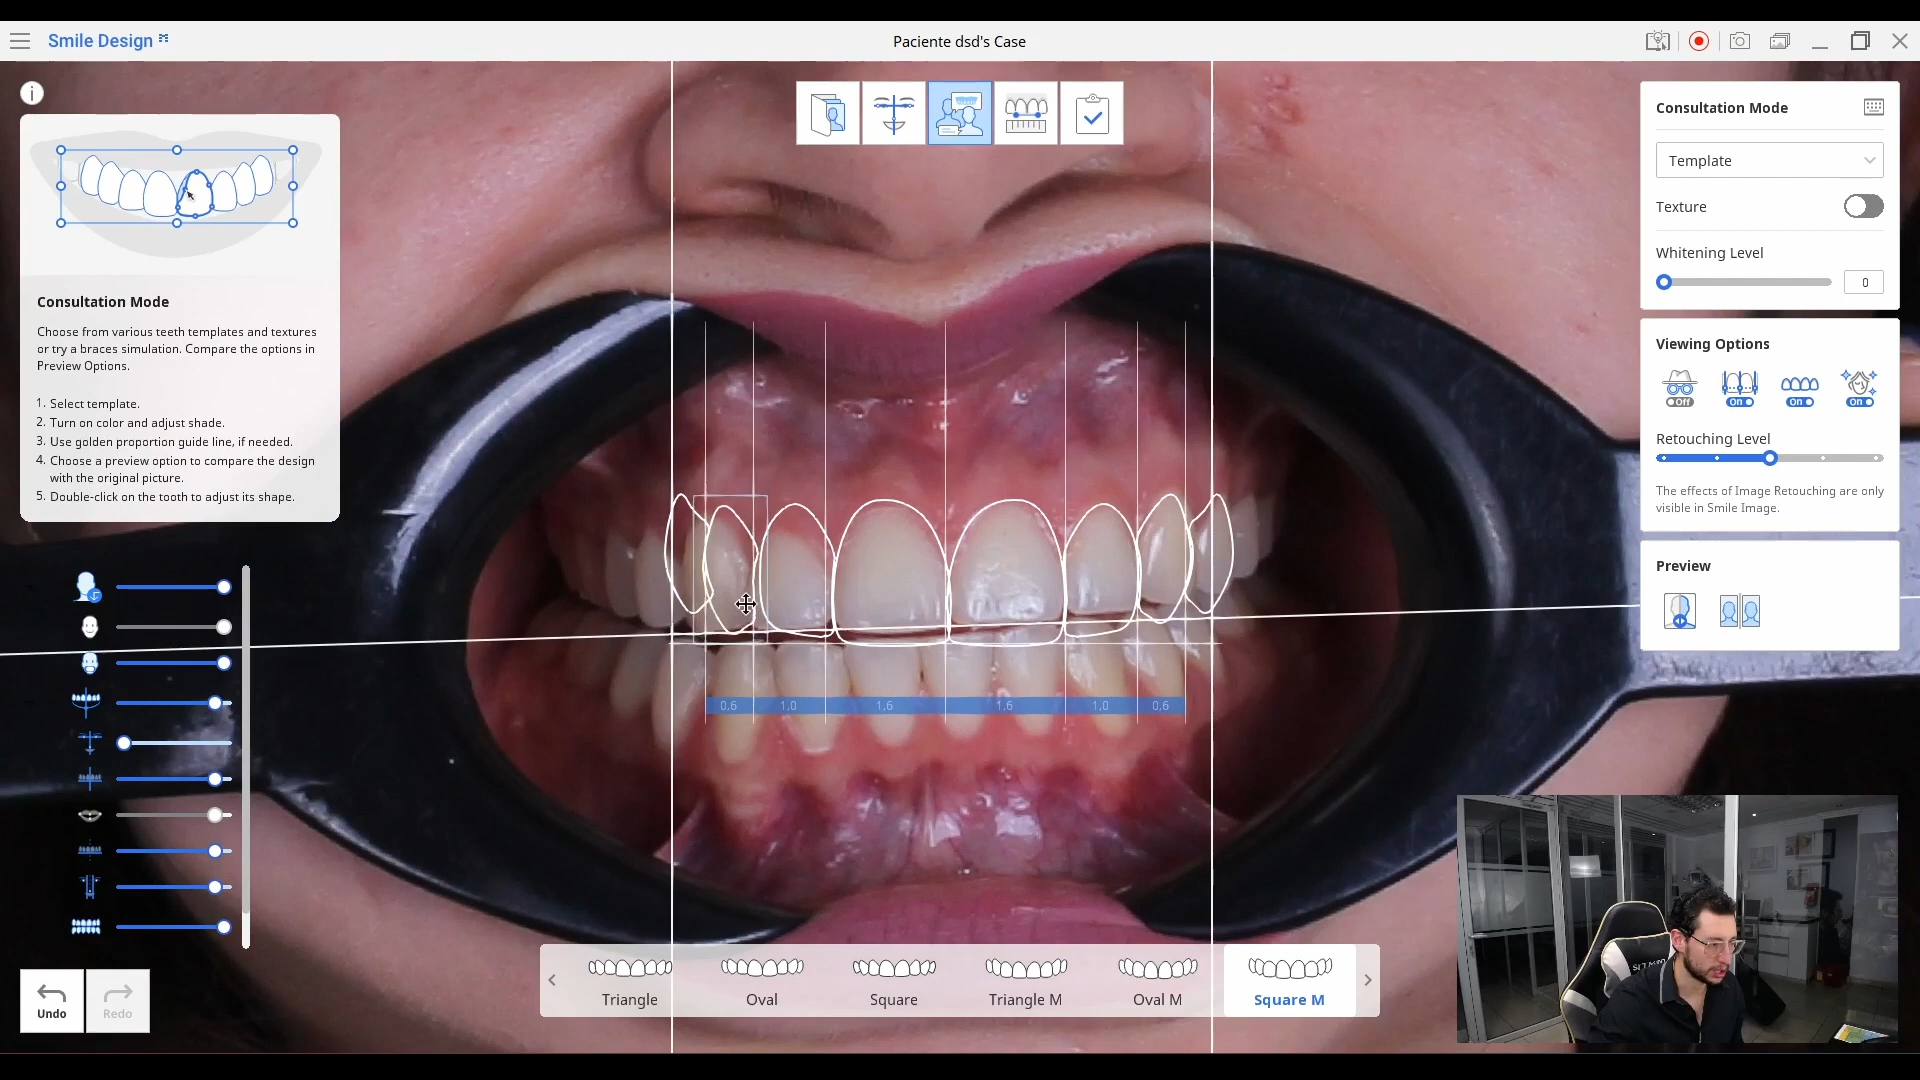 Smile Design
Paciente dsd's Case
Consultation Mode
Choose from various teeth templates and textures
or try a braces simulation. Compare the options in
Preview Options.
1. Select template.
2. Turn on color and adjust shade.
3. Use golden proportion guide line, if needed.
4. Choose a preview option to compare the design
with the original picture.
5. Double-click on the tooth to adjust its shape.
Undo
Redo
0,6 1,0 1,6 1,6 1,0 0,6
Triangle
Oval
Square
Triangle M
Oval M
Square M
Consultation Mode
Template
Texture
Whitening Level
0
Viewing Options
Off
On
On
On
Retouching Level
The effects of Image Retouching are only
visible in Smile Image.
Preview